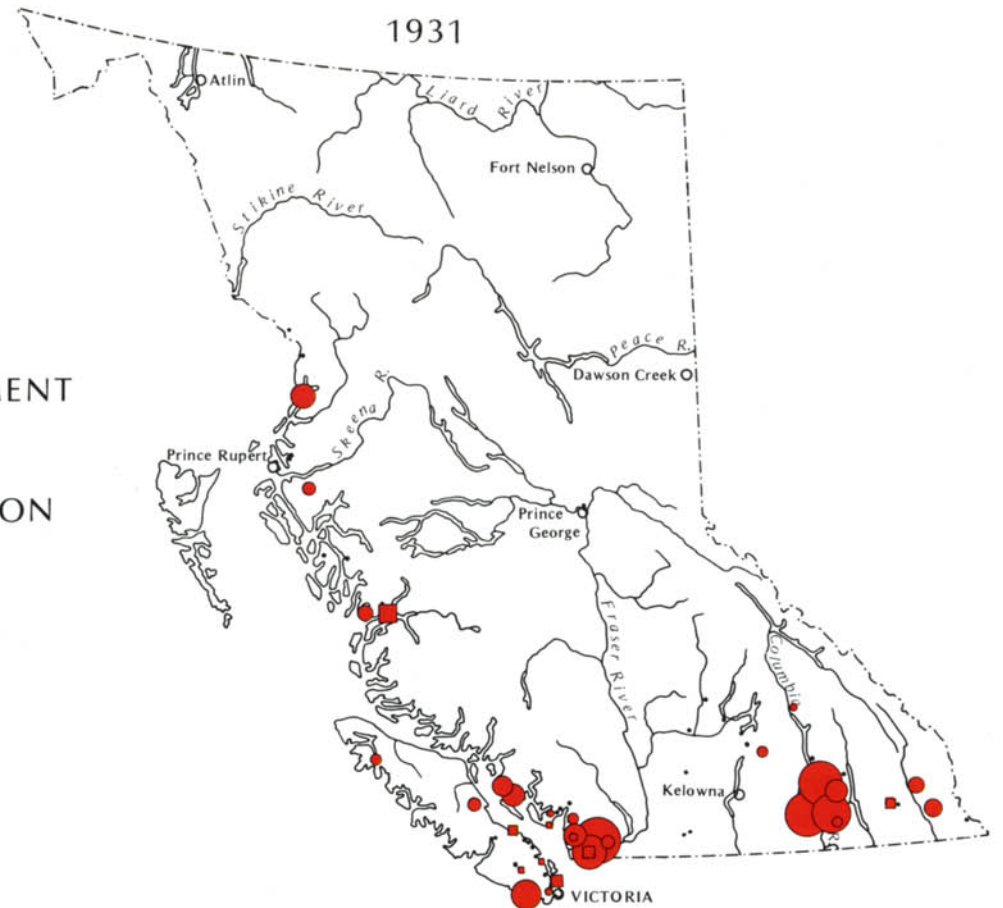 1931
Atlin
Liard River
Fort Nelson
Stikine River
Peace R.
Dawson Creek
MENT
Skeena R.
Prince Rupert
ON
Prince
George
Fraser River
Columbia
Kelowna
R.
VICTORIA